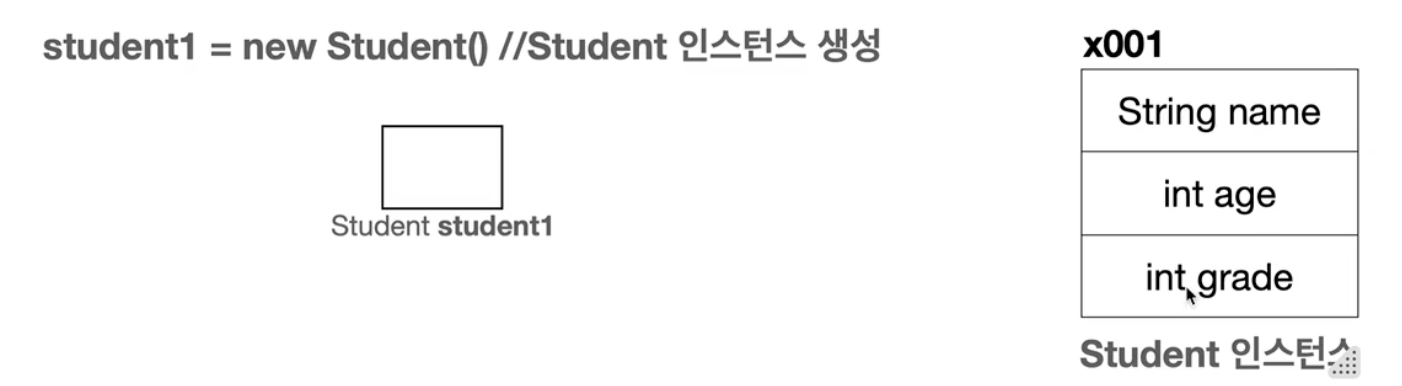 student1 = new Student() //Student 인스턴스 생성
x001
String name
int age
Student student1
int grade
Student 인스턴스